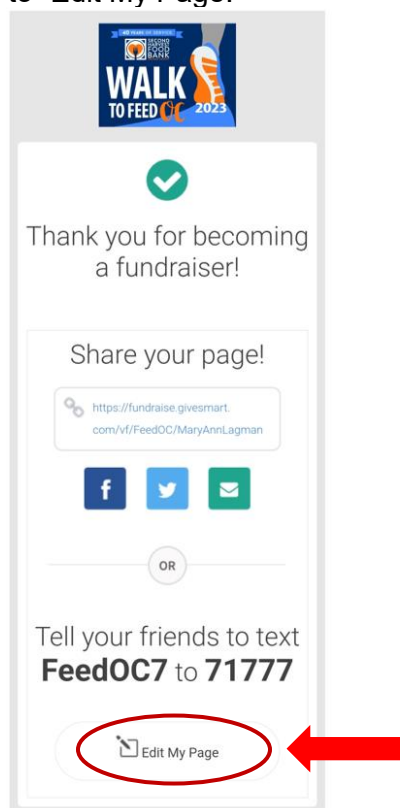 to "Edit My Page."
40 YEARS OF SERVICE
SECOND
HARVEST
FOOD
BANK
WALK
TO FEED OC 2023
Thank you for becoming
a fundraiser!
Share your page!
https://fundraise.givesmart.
com/vf/FeedOC/MaryAnnLagman
f
OR
Tell your friends to text
FeedOC7 to 71777
Edit My Page